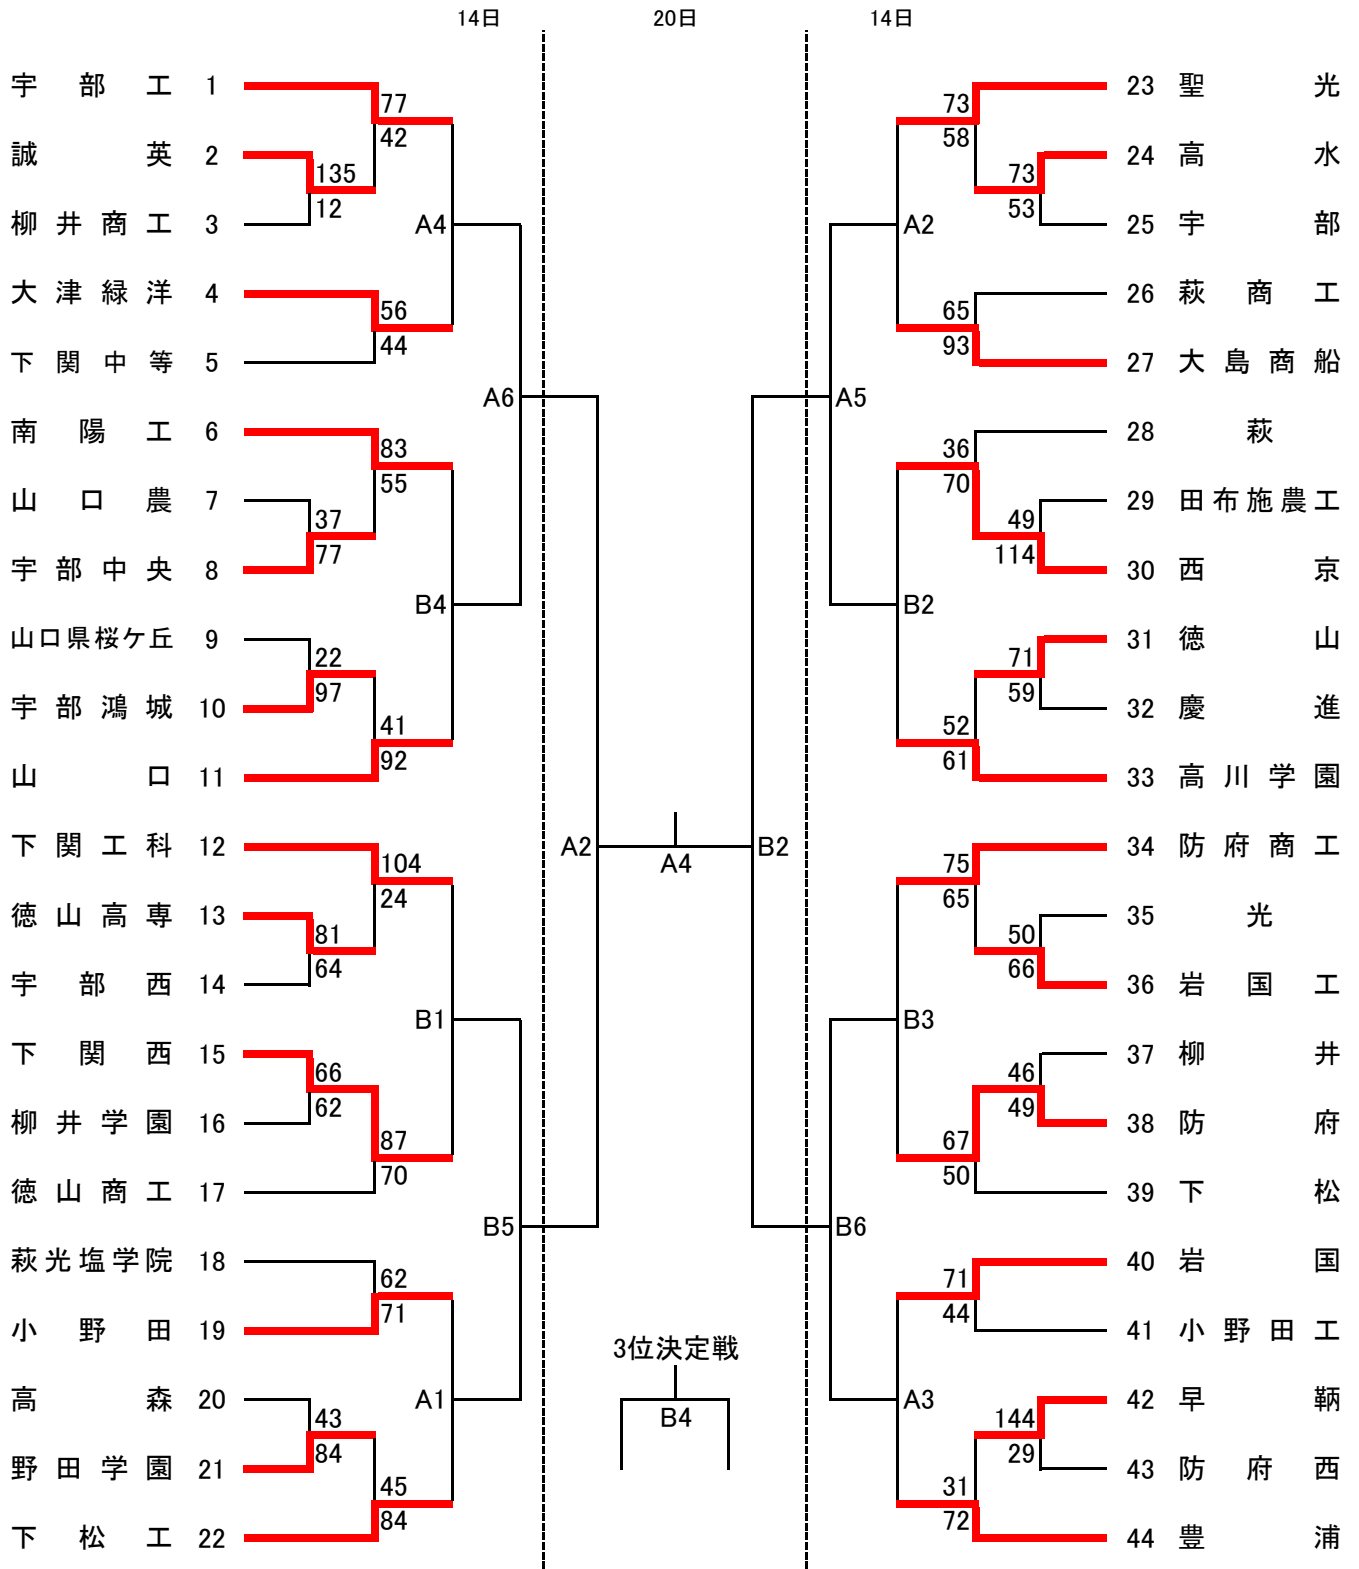 14日 20日 14日
宇部工 1
77
42
誠英 2
135
12
柳井商工 3
A4
大津緑洋 4
56
44
下関中等 5
A6
南陽工 6
83
55
山口農 7
37
77
宇部中央 8
B4
山口県桜ケ丘 9
22
97
宇部鴻城 10
41
92
山口 11
下関工科 12
104
24
徳山高専 13
81
64
宇部西 14
B1
下関西 15
66
62
柳井学園 16
87
70
徳山商工 17
B5
萩光塩学院 18
62
71
小野田 19
高森 20
A1
43
84
野田学園 21
45
84
下松工 22
A2
A4
B2
3位決定戦
B4
23 聖光
73
58
24 高水
73
53
25 宇部
A2
26 萩商工
65
93
27 大島商船
A5
28 萩
36
70
29 田布施農工
49
114
30 西京
B2
31 徳山
71
59
32 慶進
52
61
33 高川学園
34 防府商工
75
65
35 光
50
66
36 岩国工
B3
37 柳井
46
49
38 防府
67
50
39 下松
B6
40 岩国
71
44
41 小野田工
A3
42 早鞆
144
29
43 防府西
31
72
44 豊浦